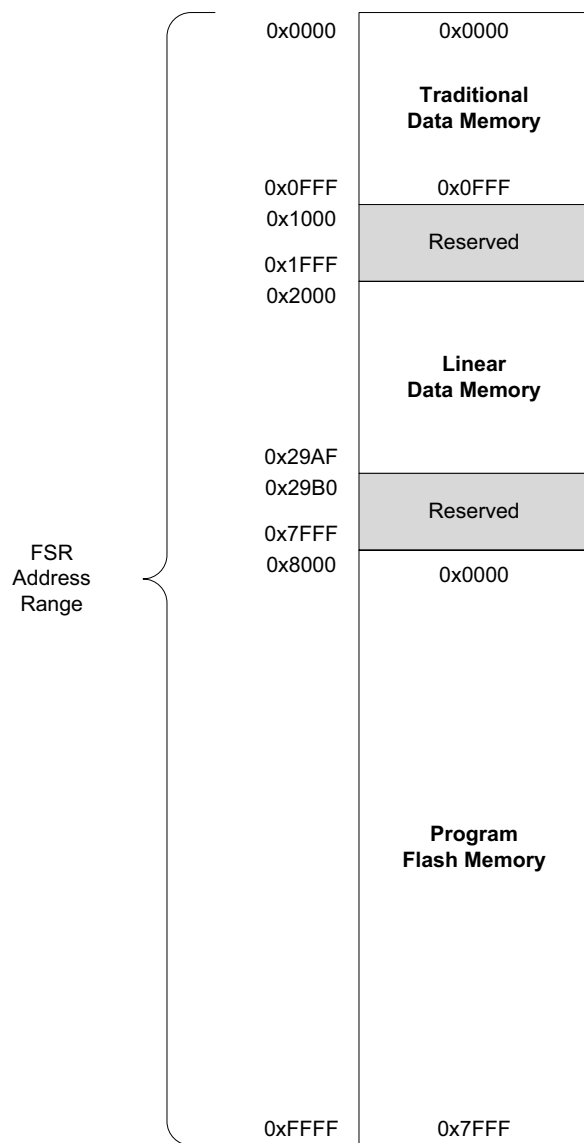 0x0000 0x0000
Traditional
Data Memory
0x0FFF 0x0FFF
0x1000
Reserved
0x1FFF
0x2000
Linear
Data Memory
0x29AF
0x29B0
Reserved
0x7FFF
0x8000 0x0000
FSR
Address
Range
Program
Flash Memory
0xFFFF 0x7FFF